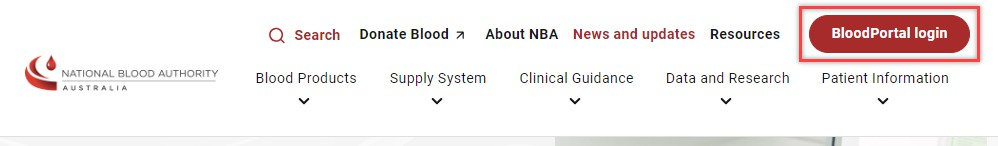 Search Donate Blood About NBA News and updates Resources BloodPortal login
NATIONAL BLOOD AUTHORITY
AUSTRALIA
Blood Products Supply System Clinical Guidance Data and Research Patient Information